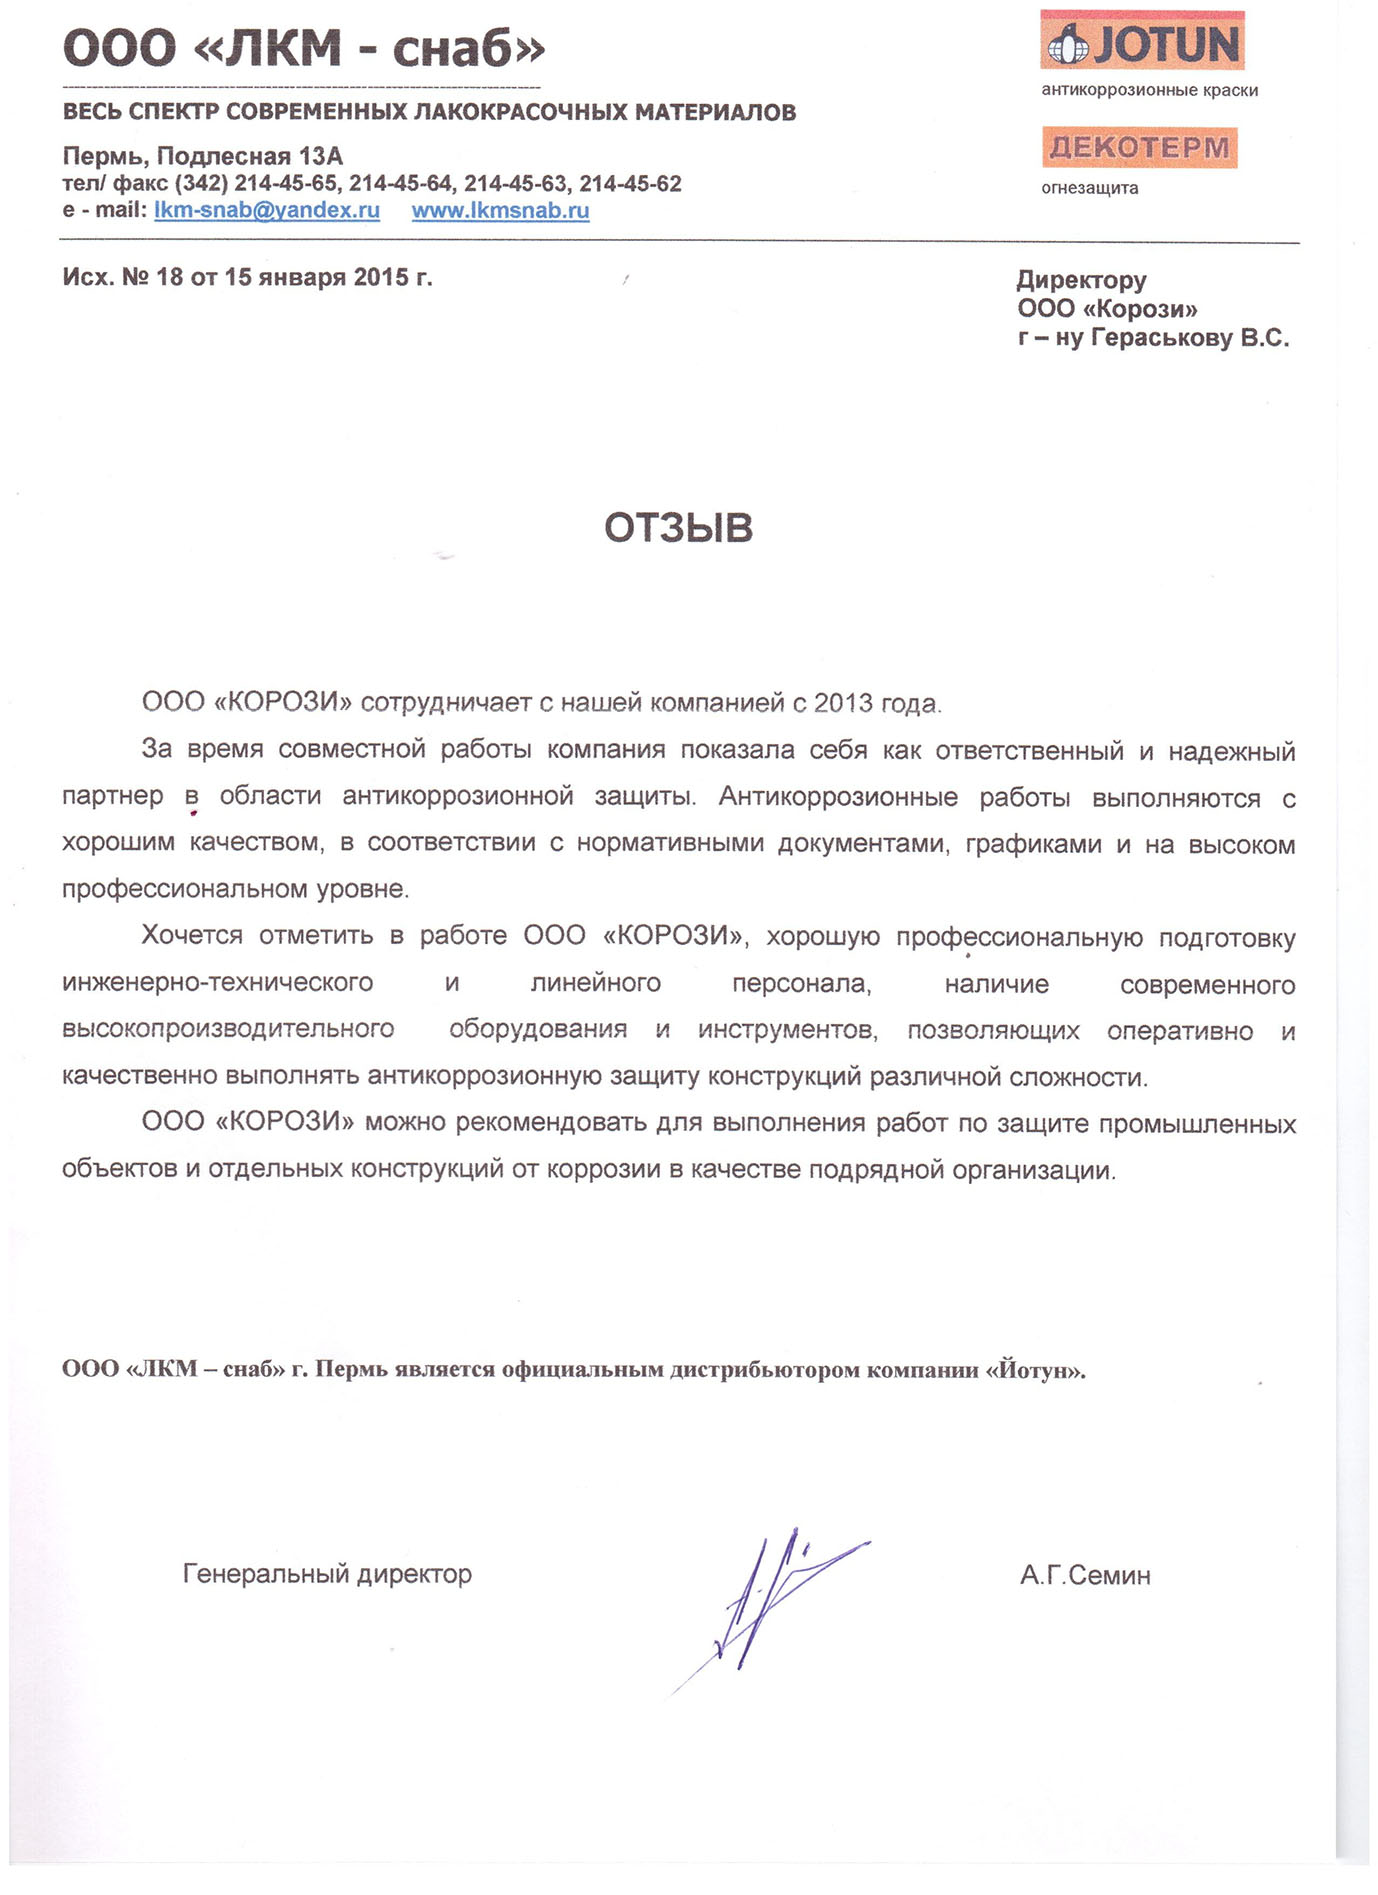 ООО «ЛКМ - снаб»
ВЕСЬ СПЕКТР СОВРЕМЕННЫХ ЛАКОКРАСОЧНЫХ МАТЕРИАЛОВ
Пермь, Подлесная 13А
тел/ факс (342) 214-45-65, 214-45-64, 214-45-63, 214-45-62
e - mail: lkm-snab@yandex.ru www.lkmsnab.ru
JOTUN
антикоррозионные краски
ДЕКОТЕРМ
огнезащита
Исх. № 18 от 15 января 2015 г.
Директору
ООО «Корози»
г – ну Гераськову В.С.
ОТЗЫВ
ООО «КОРОЗИ» сотрудничает с нашей компанией с 2013 года.
За время совместной работы компания показала себя как ответственный и надежный
партнер в области антикоррозионной защиты. Антикоррозионные работы выполняются с
хорошим качеством, в соответствии с нормативными документами, графиками и на высоком
профессиональном уровне.
Хочется отметить в работе ООО «КОРОЗИ», хорошую профессиональную подготовку
инженерно-технического и линейного персонала, наличие современного
высокопроизводительного оборудования и инструментов, позволяющих оперативно и
качественно выполнять антикоррозионную защиту конструкций различной сложности.
ООО «КОРОЗИ» можно рекомендовать для выполнения работ по защите промышленных
объектов и отдельных конструкций от коррозии в качестве подрядной организации.
ООО «ЛКМ – снаб» г. Пермь является официальным дистрибьютором компании «Йотун».
Генеральный директор
А.Г.Семин